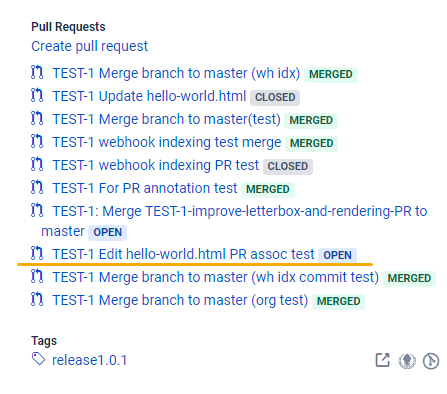 Pull Requests
Create pull request
TEST-1 Merge branch to master (wh idx) MERGED
TEST-1 Update hello-world.html CLOSED
TEST-1 Merge branch to master(test) MERGED
TEST-1 webhook indexing test merge MERGED
TEST-1 webhook indexing PR test CLOSED
TEST-1 For PR annotation test MERGED
TEST-1: Merge TEST-1-improve-letterbox-and-rendering-PR to
master OPEN
TEST-1 Edit hello-world.html PR assoc test OPEN
TEST-1 Merge branch to master (wh idx commit test) MERGED
TEST-1 Merge branch to master (org test) MERGED
Tags
release1.0.1